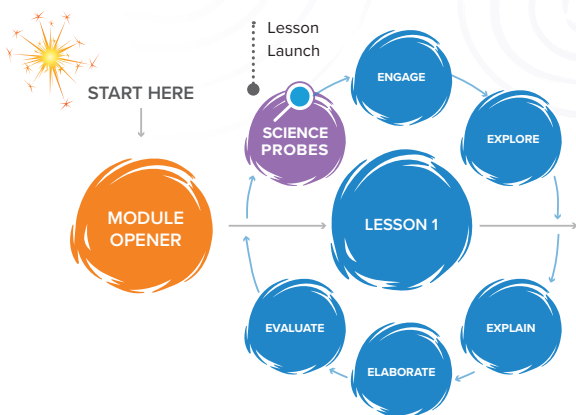 Lesson
Launch
START HERE
ENGAGE
SCIENCE
PROBES
EXPLORE
MODULE
OPENER
LESSON 1
EVALUATE
EXPLAIN
ELABORATE